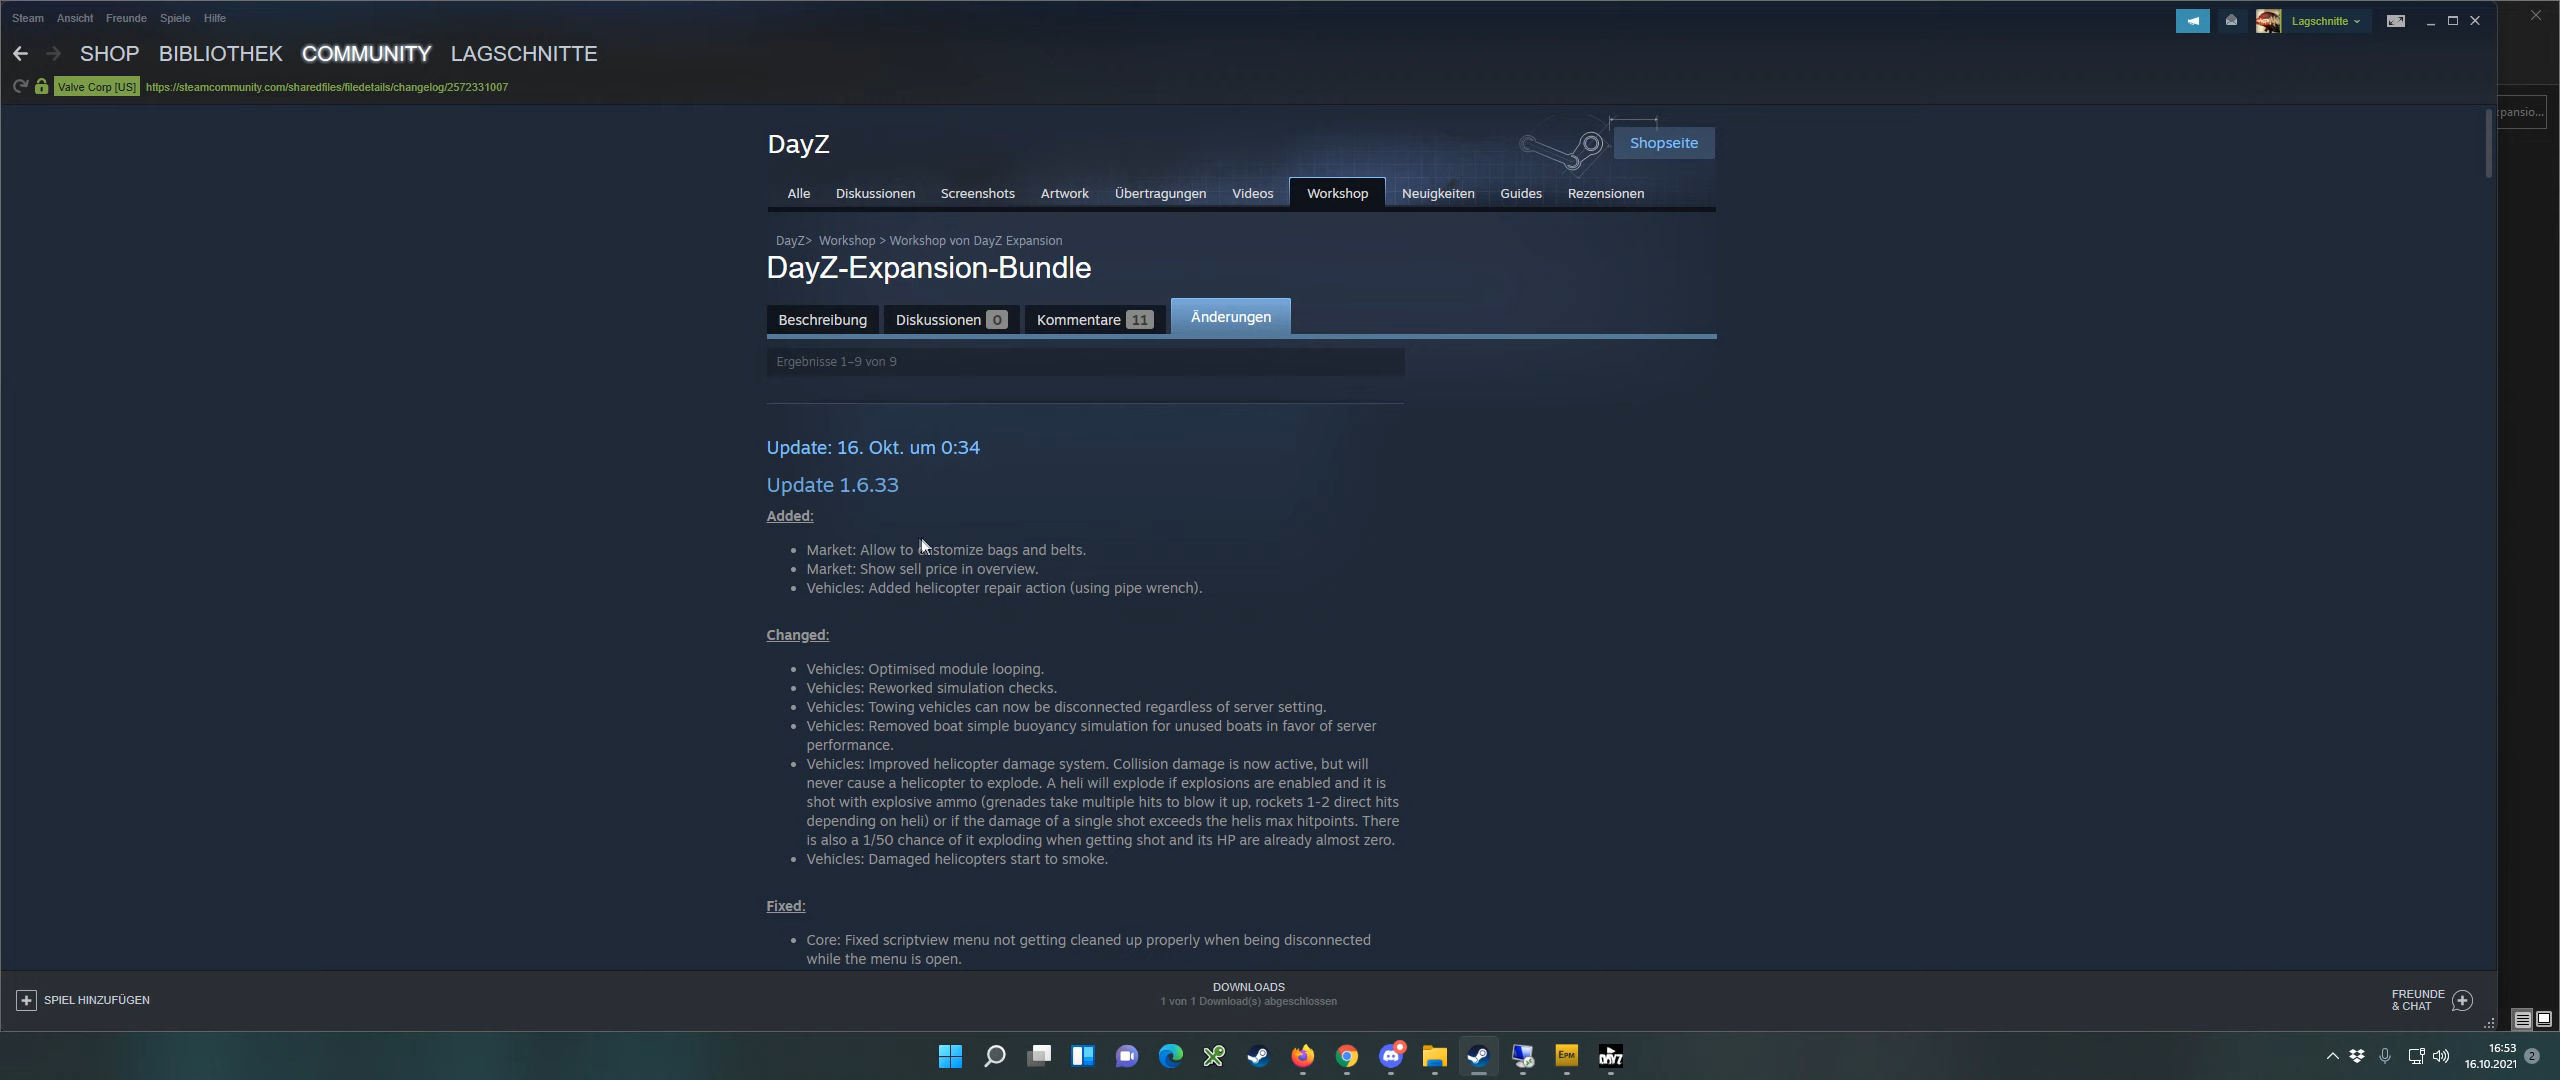 Steam Ansicht Freunde Spiele Hilfe
Lagschnitte
SHOP BIBLIOTHEK COMMUNITY LAGSCHNITTE
Valve Corp [US] https://steamcommunity.com/sharedfiles/filedetails/changelog/2572331007
xpansio...
DayZ
Shopseite
Alle Diskussionen Screenshots Artwork Übertragungen Videos Workshop Neuigkeiten Guides Rezensionen
DayZ> Workshop > Workshop von DayZ Expansion
DayZ-Expansion-Bundle
Beschreibung Diskussionen 0 Kommentare 11 Änderungen
Ergebnisse 1–9 von 9
Update: 16. Okt. um 0:34
Update 1.6.33
Added:
• Market: Allow to customize bags and belts.
• Market: Show sell price in overview.
• Vehicles: Added helicopter repair action (using pipe wrench).
Changed:
• Vehicles: Optimised module looping.
• Vehicles: Reworked simulation checks.
• Vehicles: Towing vehicles can now be disconnected regardless of server setting.
• Vehicles: Removed boat simple buoyancy simulation for unused boats in favor of server
performance.
• Vehicles: Improved helicopter damage system. Collision damage is now active, but will
never cause a helicopter to explode. A heli will explode if explosions are enabled and it is
shot with explosive ammo (grenades take multiple hits to blow it up, rockets 1-2 direct hits
depending on heli) or if the damage of a single shot exceeds the helis max hitpoints. There
is also a 1/50 chance of it exploding when getting shot and its HP are already almost zero.
• Vehicles: Damaged helicopters start to smoke.
Fixed:
• Core: Fixed scriptview menu not getting cleaned up properly when being disconnected
while the menu is open.
SPIEL HINZUFÜGEN
DOWNLOADS
1 von 1 Download(s) abgeschlossen
FREUNDE
& CHAT
EPM
DAYZ
16:53
16.10.2021
2